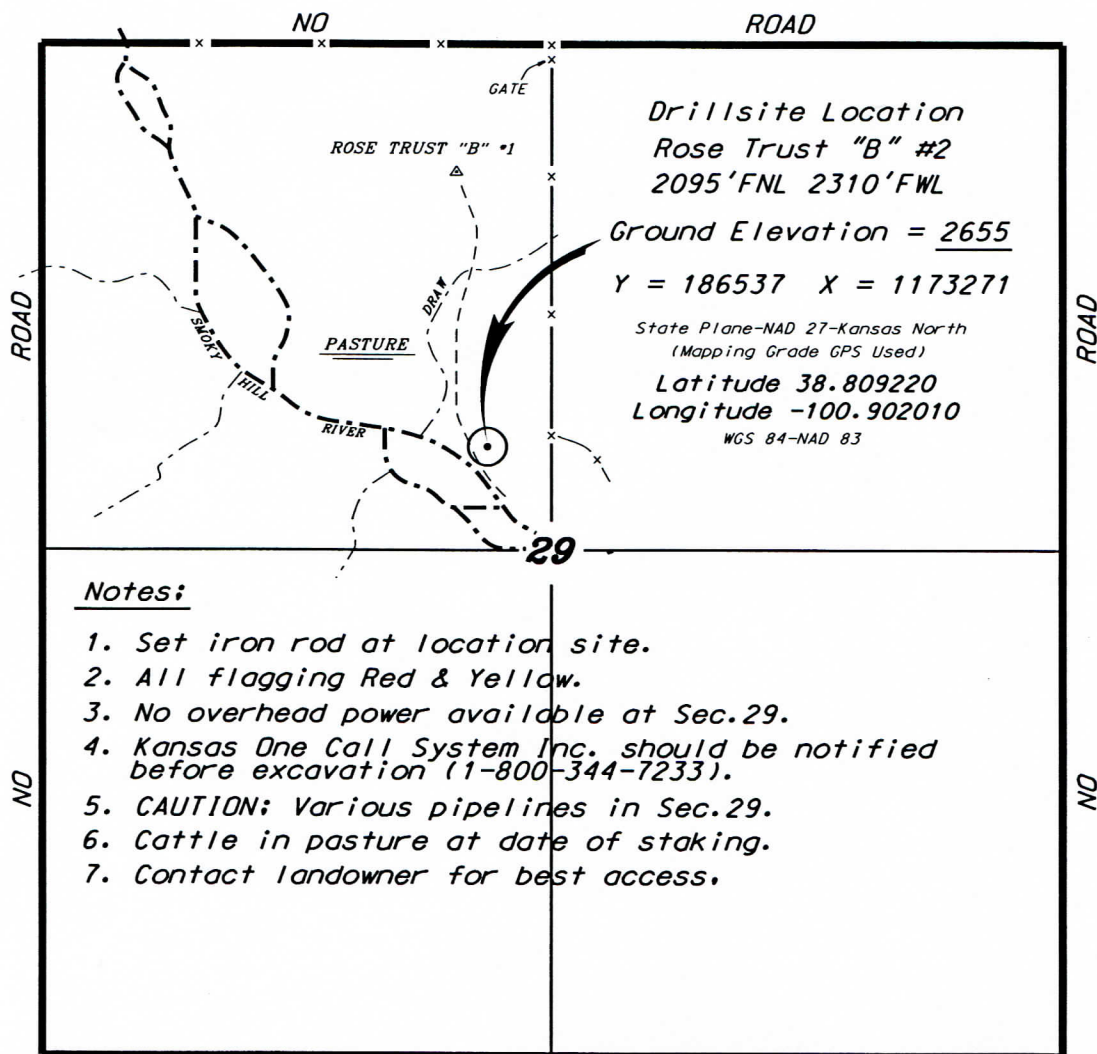 NO ROAD
GATE
ROSE TRUST "B" #1
Drillsite Location
Rose Trust "B" #2
2095'FNL 2310'FWL
Ground Elevation = 2655
Y = 186537 X = 1173271
State Plane-NAD 27-Kansas North
(Mapping Grade GPS Used)
Latitude 38.809220
Longitude -100.902010
WGS 84-NAD 83
ROAD
ROAD
DRAW
PASTURE
SMOKY
HILL
RIVER
29
Notes:
1. Set iron rod at location site.
2. All flagging Red & Yellow.
3. No overhead power available at Sec.29.
4. Kansas One Call System Inc. should be notified
before excavation (1-800-344-7233).
5. CAUTION: Various pipelines in Sec.29.
6. Cattle in pasture at date of staking.
7. Contact landowner for best access.
NO
NO